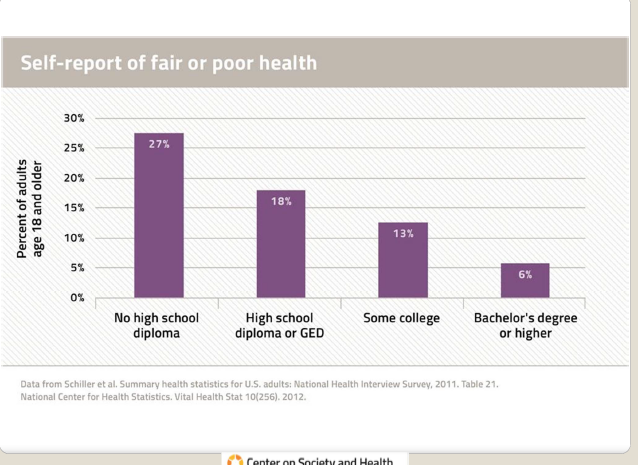 Self-report of fair or poor health
Percent of adults
age 18 and older
30%
25%
20%
15%
10%
5%
0%
27%
18%
13%
6%
No high school
diploma
High school
diploma or GED
Some college
Bachelor's degree
or higher
Data from Schiller et al. Summary health statistics for U.S. adults: National Health Interview Survey, 2011. Table 21.
National Center for Health Statistics. Vital Health Stat 10(256). 2012.
Center on Society and Health